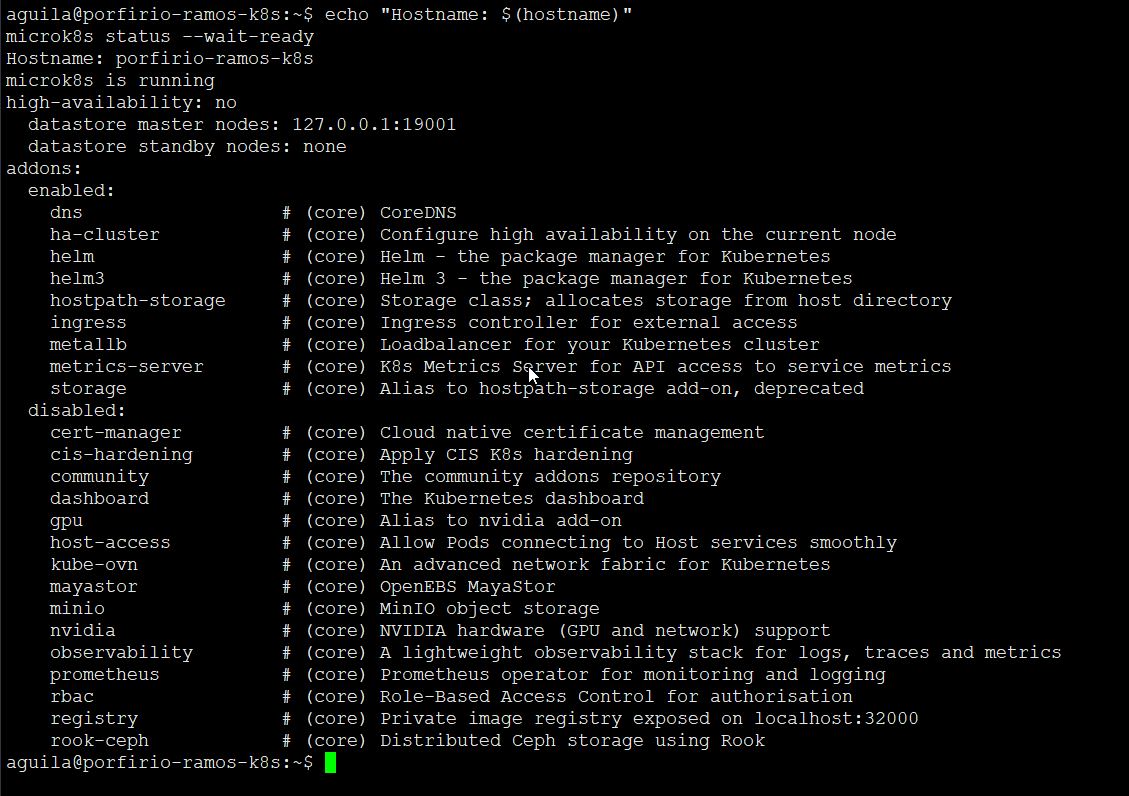 aguila@porfirio-ramos-k8s:~$ echo "Hostname: $(hostname)"
microk8s status --wait-ready
Hostname: porfirio-ramos-k8s
microk8s is running
high-availability: no
  datastore master nodes: 127.0.0.1:19001
  datastore standby nodes: none
addons:
  enabled:
    dns                  # (core) CoreDNS
    ha-cluster           # (core) Configure high availability on the current node
    helm                 # (core) Helm - the package manager for Kubernetes
    helm3                # (core) Helm 3 - the package manager for Kubernetes
    hostpath-storage     # (core) Storage class; allocates storage from host directory
    ingress              # (core) Ingress controller for external access
    metallb              # (core) Loadbalancer for your Kubernetes cluster
    metrics-server       # (core) K8s Metrics Server for API access to service metrics
    storage              # (core) Alias to hostpath-storage add-on, deprecated
  disabled:
    cert-manager         # (core) Cloud native certificate management
    cis-hardening        # (core) Apply CIS K8s hardening
    community            # (core) The community addons repository
    dashboard            # (core) The Kubernetes dashboard
    gpu                  # (core) Alias to nvidia add-on
    host-access          # (core) Allow Pods connecting to Host services smoothly
    kube-ovn             # (core) An advanced network fabric for Kubernetes
    mayastor             # (core) OpenEBS MayaStor
    minio                # (core) MinIO object storage
    nvidia               # (core) NVIDIA hardware (GPU and network) support
    observability        # (core) A lightweight observability stack for logs, traces and metrics
    prometheus           # (core) Prometheus operator for monitoring and logging
    rbac                 # (core) Role-Based Access Control for authorisation
    registry             # (core) Private image registry exposed on localhost:32000
    rook-ceph            # (core) Distributed Ceph storage using Rook
aguila@porfirio-ramos-k8s:~$